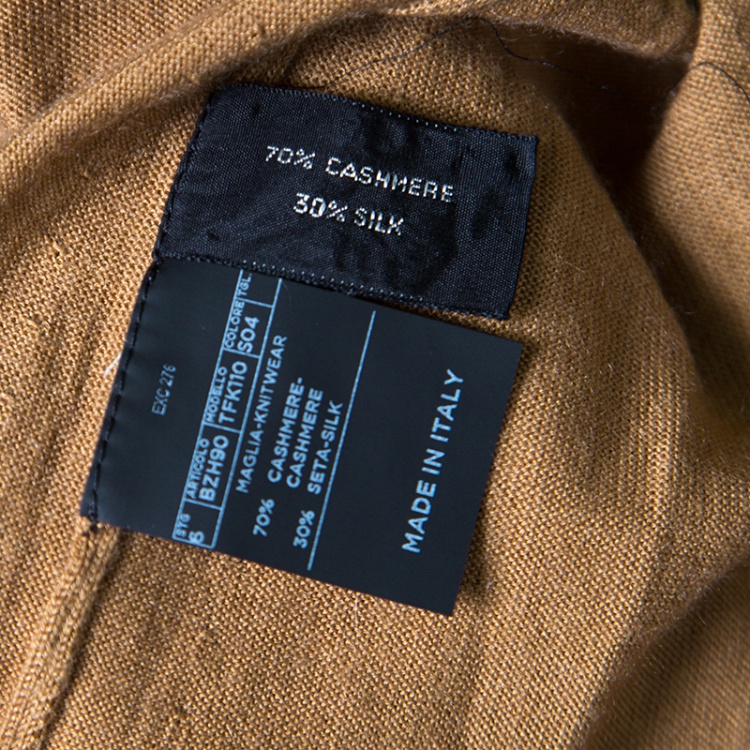 70% CASHMERE
30% SILK
EXC 276
STG ARTICOLO MODELLO COLORE TGL
6 BZH90 TFK110 S04
MAGLIA-KNITWEAR
70% CASHMERE-
CASHMERE
30% SETA-SILK
MADE IN ITALY